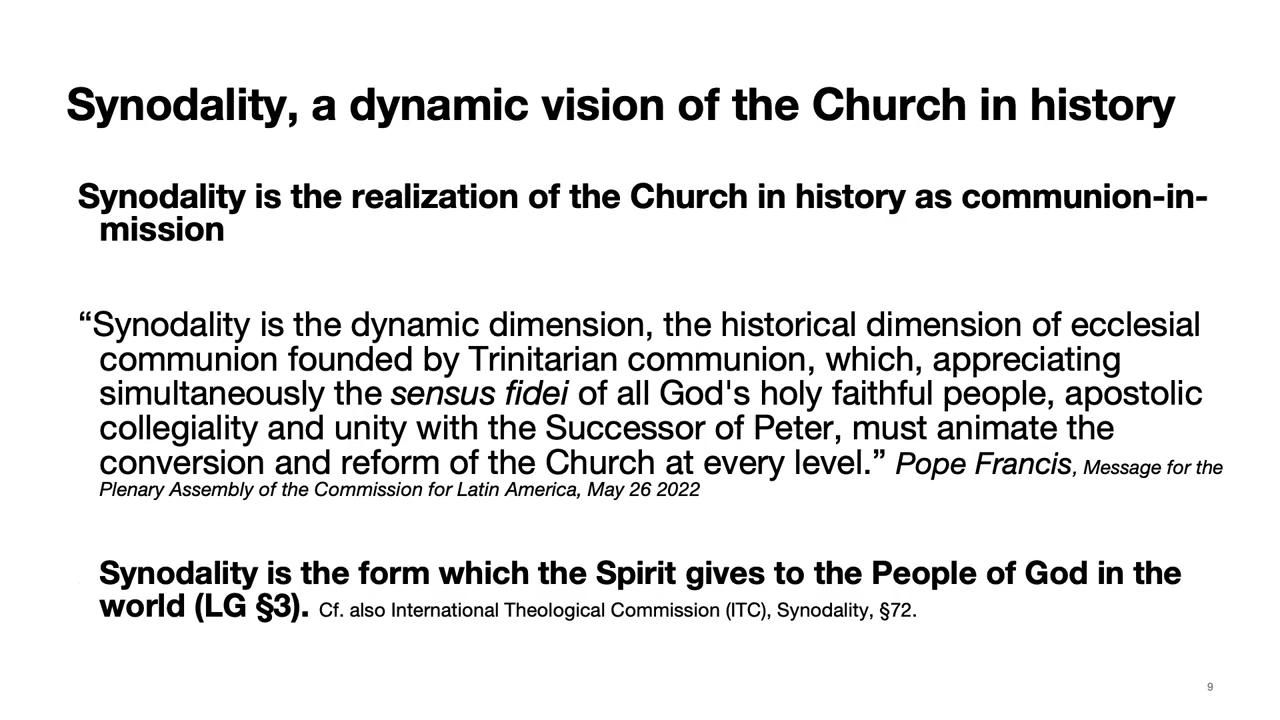 Synodality, a dynamic vision of the Church in history
Synodality is the realization of the Church in history as communion-in-
mission
“Synodality is the dynamic dimension, the historical dimension of ecclesial
communion founded by Trinitarian communion, which, appreciating
simultaneously the sensus fidei of all God's holy faithful people, apostolic
collegiality and unity with the Successor of Peter, must animate the
conversion and reform of the Church at every level.” Pope Francis, Message for the
Plenary Assembly of the Commission for Latin America, May 26 2022
Synodality is the form which the Spirit gives to the People of God in the
world (LG §3). Cf. also International Theological Commission (ITC), Synodality, §72.
9